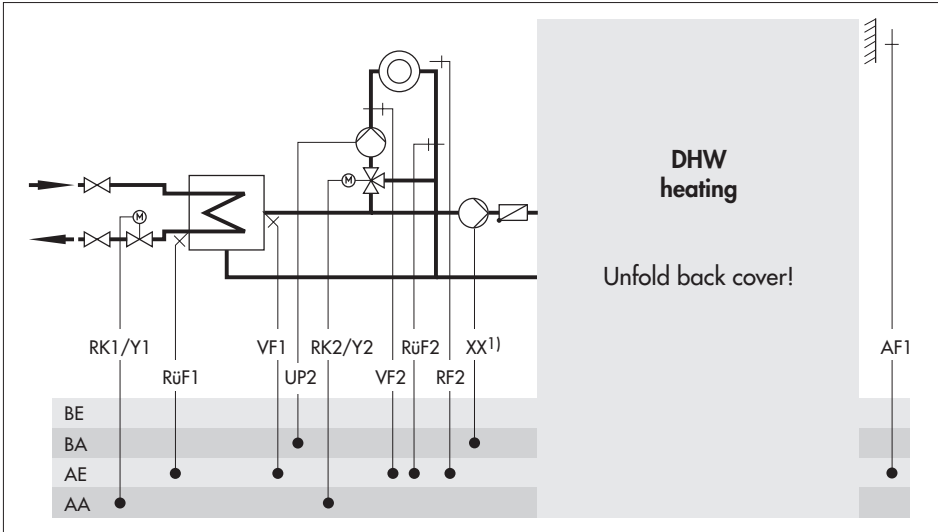 DHW
heating
Unfold back cover!
M
M
RK1/Y1
VF1
RK2/Y2
RüF2
XX1)
AF1
RüF1
UP2
VF2
RF2
BE
BA
AE
AA